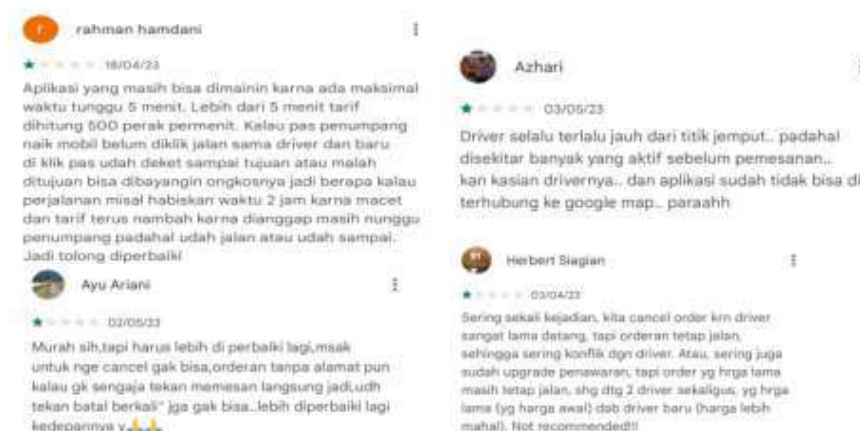 r
rahman hamdani
18/04/23
Aplikasi yang masih bisa dimainin karna ada maksimal
waktu tunggu 5 menit. Lebih dari 5 menit tarif
dihitung 500 perak permenit. Kalau pas penumpang
naik mobil belum diklik jalan sama driver dan baru
di klik pas udah deket sampai tujuan atau malah
ditujuan bisa dibayangin ongkosnya jadi berapa kalau
perjalanan misal habiskan waktu 2 jam karna macet
dan tarif terus nambah karna dianggap masih nunggu
penumpang padahal udah jalan atau udah sampai.
Jadi tolong diperbaiki
Ayu Ariani
02/05/23
Murah sih,tapi harus lebih di perbaiki lagi,msak
untuk nge cancel gak bisa,orderan tanpa alamat pun
kalau gk sengaja tekan memesan langsung jadi,udh
tekan batal berkali" jga gak bisa..lebih diperbaiki lagi
kedepannya y🙏🙏
Azhari
03/05/23
Driver selalu terlalu jauh dari titik jemput.. padahal
disekitar banyak yang aktif sebelum pemesanan..
kan kasian drivernya.. dan aplikasi sudah tidak bisa di
terhubung ke google map.. paraahh
Herbert Siagian
03/04/23
Sering sekali kejadian, kita cancel order krn driver
sangat lama datang, tapi orderan tetap jalan,
sehingga sering konflik dgn driver. Atau, sering juga
sudah upgrade penawaran, tapi order yg hrga lama
masih tetap jalan, shg dtg 2 driver sekaligus, yg hrga
lama (yg harga awal) dab driver baru (harga lebih
mahal). Not recommended!!!